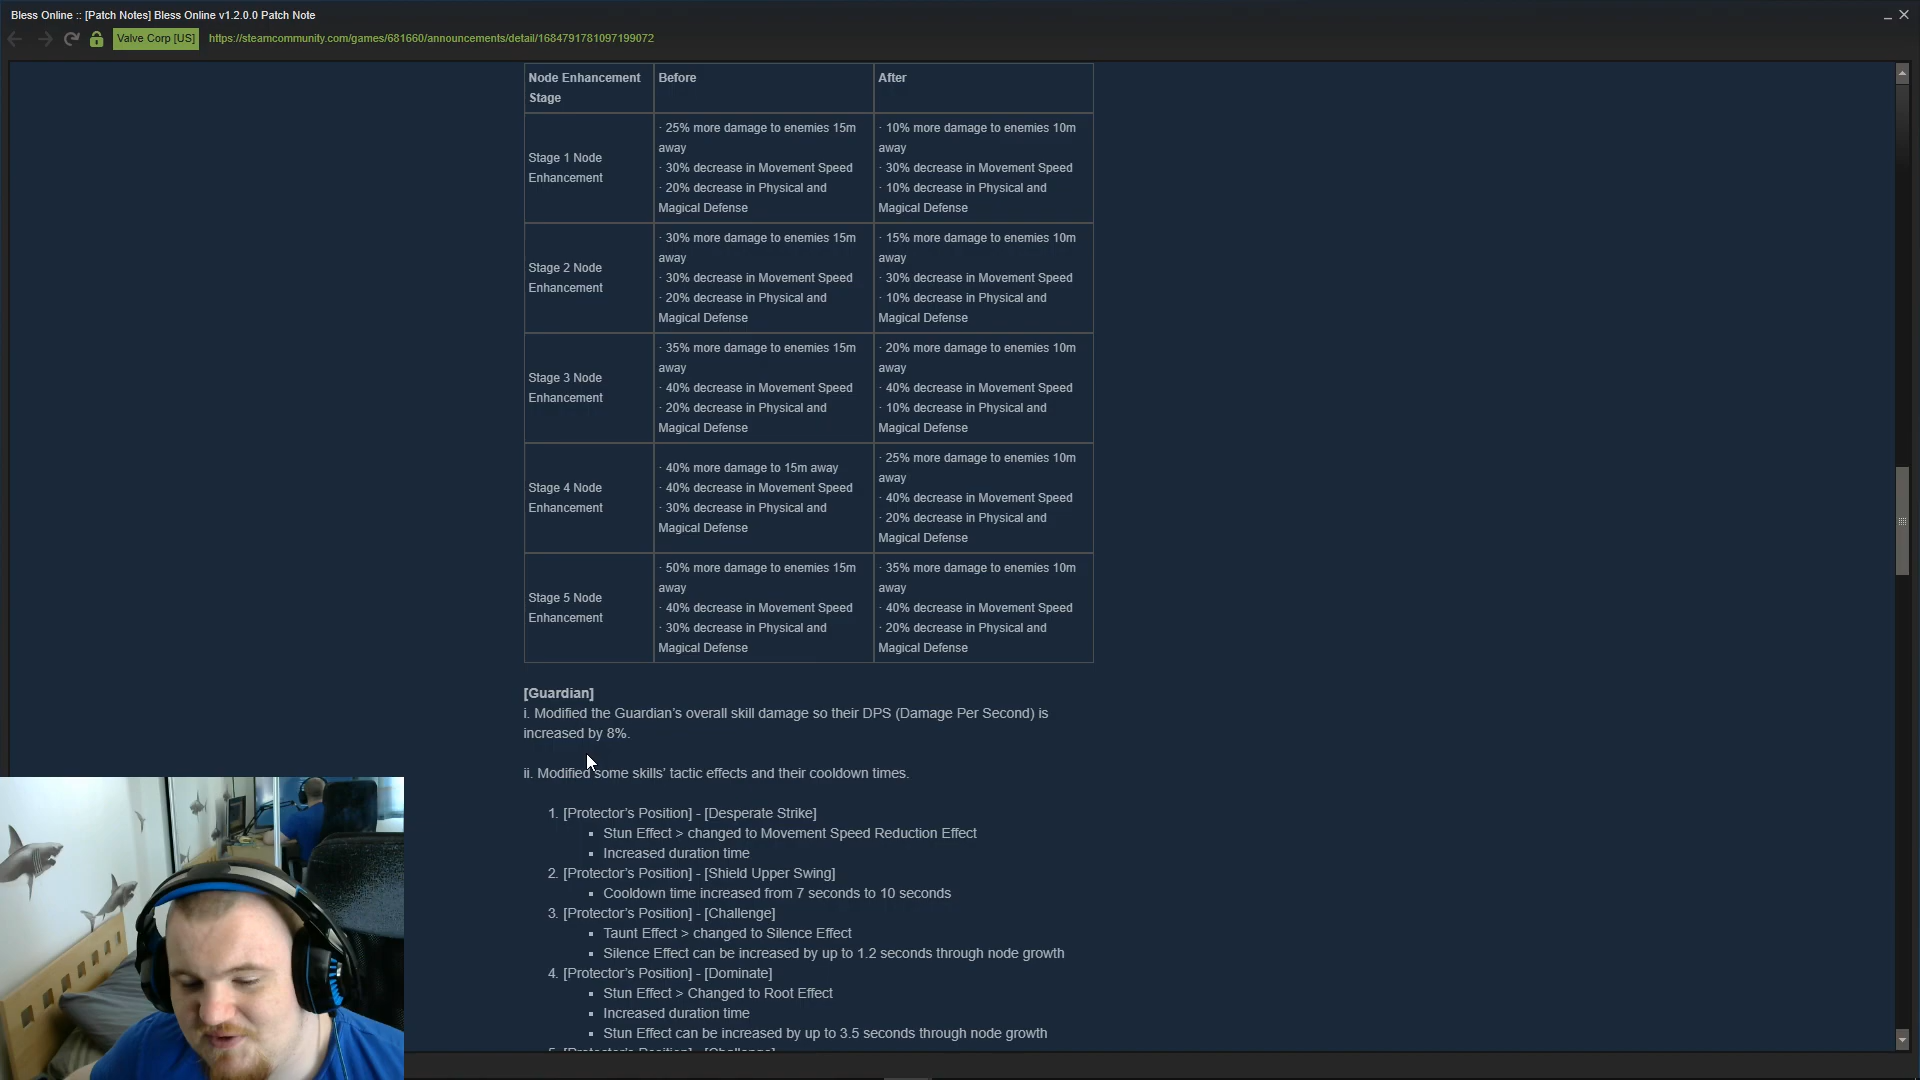 Bless Online :: [Patch Notes] Bless Online v1.2.0.0 Patch Note
Valve Corp [US] https://steamcommunity.com/games/681660/announcements/detail/1684791781097199072
Node Enhancement
Stage
Before
After
Stage 1 Node
Enhancement
· 25% more damage to enemies 15m
away
· 30% decrease in Movement Speed
· 20% decrease in Physical and
Magical Defense
· 10% more damage to enemies 10m
away
· 30% decrease in Movement Speed
· 10% decrease in Physical and
Magical Defense
Stage 2 Node
Enhancement
· 30% more damage to enemies 15m
away
· 30% decrease in Movement Speed
· 20% decrease in Physical and
Magical Defense
· 15% more damage to enemies 10m
away
· 30% decrease in Movement Speed
· 10% decrease in Physical and
Magical Defense
Stage 3 Node
Enhancement
· 35% more damage to enemies 15m
away
· 40% decrease in Movement Speed
· 20% decrease in Physical and
Magical Defense
· 20% more damage to enemies 10m
away
· 40% decrease in Movement Speed
· 10% decrease in Physical and
Magical Defense
Stage 4 Node
Enhancement
· 40% more damage to 15m away
· 40% decrease in Movement Speed
· 30% decrease in Physical and
Magical Defense
· 25% more damage to enemies 10m
away
· 40% decrease in Movement Speed
· 20% decrease in Physical and
Magical Defense
Stage 5 Node
Enhancement
· 50% more damage to enemies 15m
away
· 40% decrease in Movement Speed
· 30% decrease in Physical and
Magical Defense
· 35% more damage to enemies 10m
away
· 40% decrease in Movement Speed
· 20% decrease in Physical and
Magical Defense
[Guardian]
i. Modified the Guardian's overall skill damage so their DPS (Damage Per Second) is
increased by 8%.
ii. Modified some skills' tactic effects and their cooldown times.
1. [Protector's Position] - [Desperate Strike]
▪ Stun Effect > changed to Movement Speed Reduction Effect
▪ Increased duration time
2. [Protector's Position] - [Shield Upper Swing]
▪ Cooldown time increased from 7 seconds to 10 seconds
3. [Protector's Position] - [Challenge]
▪ Taunt Effect > changed to Silence Effect
▪ Silence Effect can be increased by up to 1.2 seconds through node growth
4. [Protector's Position] - [Dominate]
▪ Stun Effect > Changed to Root Effect
▪ Increased duration time
▪ Stun Effect can be increased by up to 3.5 seconds through node growth
5. [Protector's Position] - [Challenge]